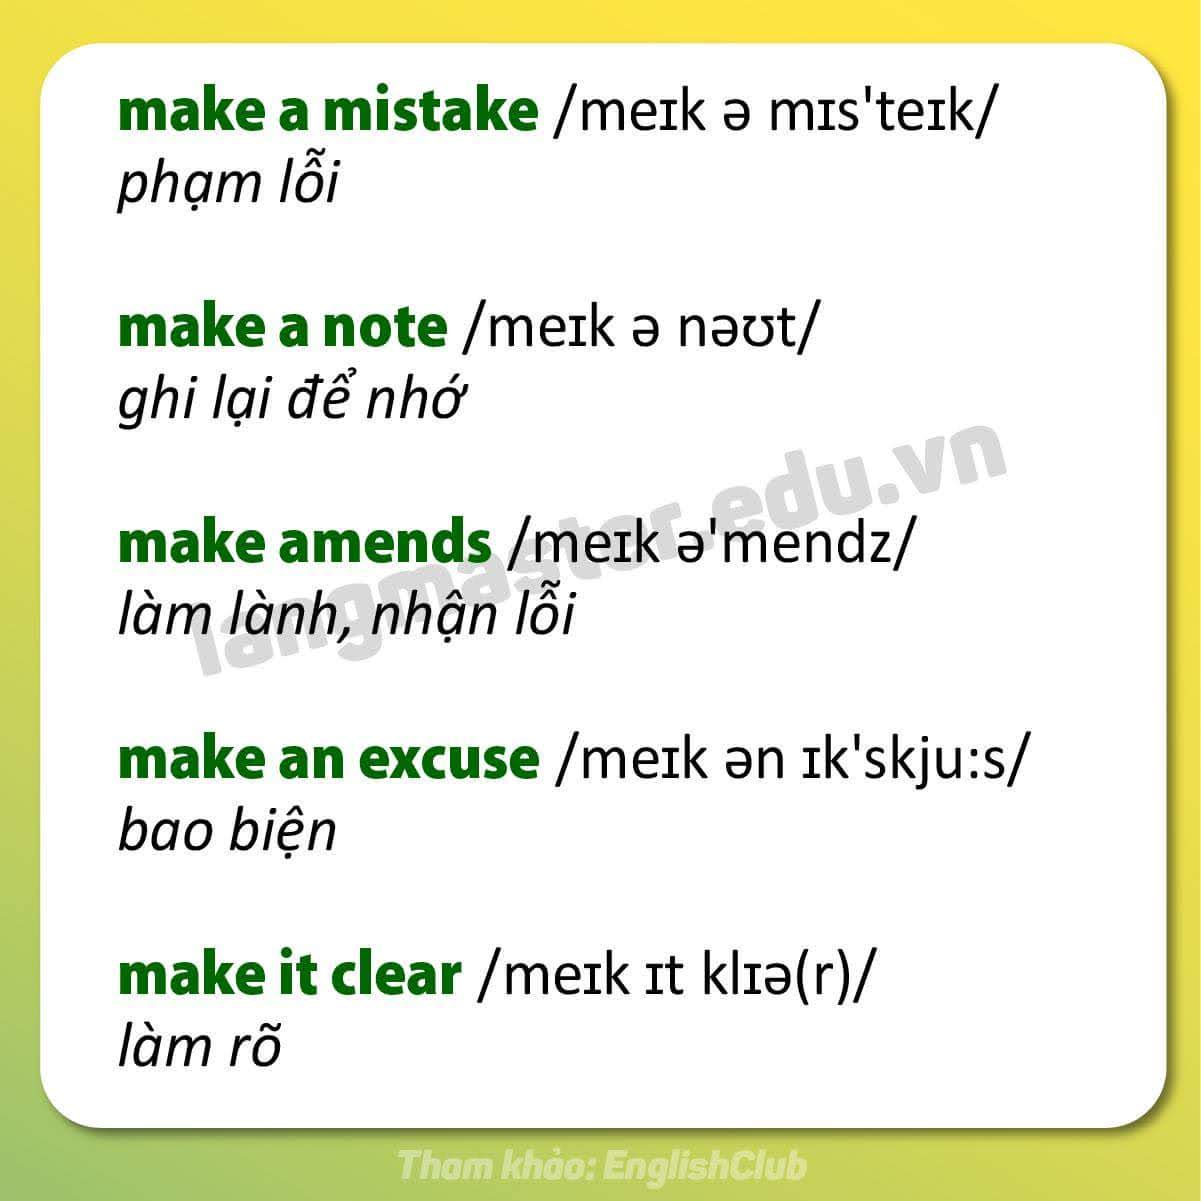 make a mistake /meɪk ə mɪs'teɪk/
phạm lỗi
make a note /meɪk ə nəʊt/
ghi lại để nhớ
make amends /meɪk ə'mendz/
làm lành, nhận lỗi
langmaster.edu.vn
make an excuse /meɪk ən ɪk'skju:s/
bao biện
make it clear /meɪk ɪt klɪə(r)/
làm rõ
Tham khảo: EnglishClub